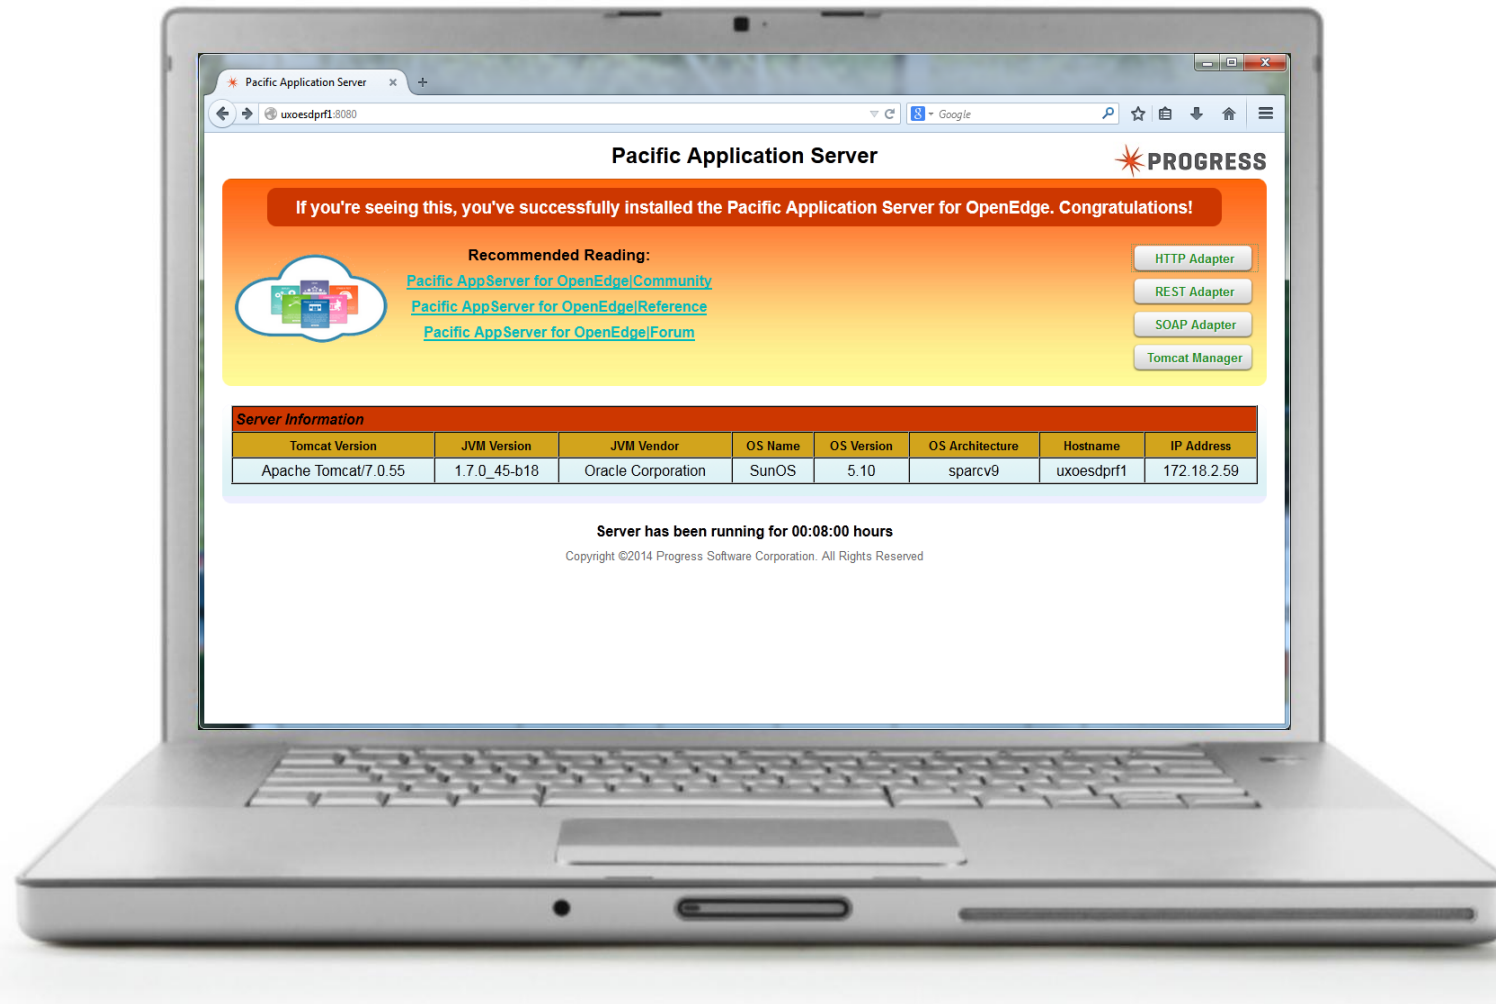 Pacific Application Server
uxoesdprf1:8080
Google
Pacific Application Server
PROGRESS
If you're seeing this, you've successfully installed the Pacific Application Server for OpenEdge. Congratulations!
Recommended Reading:
Pacific AppServer for OpenEdge|Community
Pacific AppServer for OpenEdge|Reference
Pacific AppServer for OpenEdge|Forum
HTTP Adapter
REST Adapter
SOAP Adapter
Tomcat Manager
Server Information
Tomcat Version JVM Version JVM Vendor OS Name OS Version OS Architecture Hostname IP Address
Apache Tomcat/7.0.55 1.7.0_45-b18 Oracle Corporation SunOS 5.10 sparcv9 uxoesdprf1 172.18.2.59
Server has been running for 00:08:00 hours
Copyright ©2014 Progress Software Corporation. All Rights Reserved